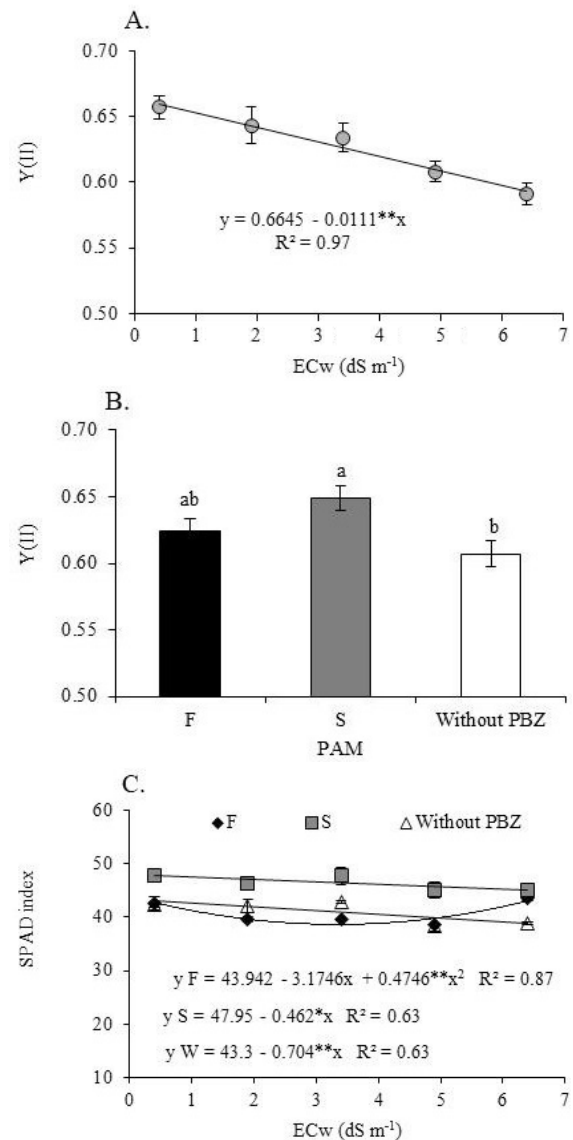 A.
0.70
0.65
0.60
0.55
0.50
Y(II)
y = 0.6645 - 0.0111**x
R² = 0.97
0 1 2 3 4 5 6 7
ECw (dS m⁻¹)
B.
0.70
0.65
0.60
0.55
0.50
Y(II)
ab
a
b
F S Without PBZ
PAM
C.
60
50
40
30
20
10
SPAD index
F S Without PBZ
y F = 43.942 - 3.1746x + 0.4746**x² R² = 0.87
y S = 47.95 - 0.462*x R² = 0.63
y W = 43.3 - 0.704**x R² = 0.63
0 1 2 3 4 5 6 7
ECw (dS m⁻¹)